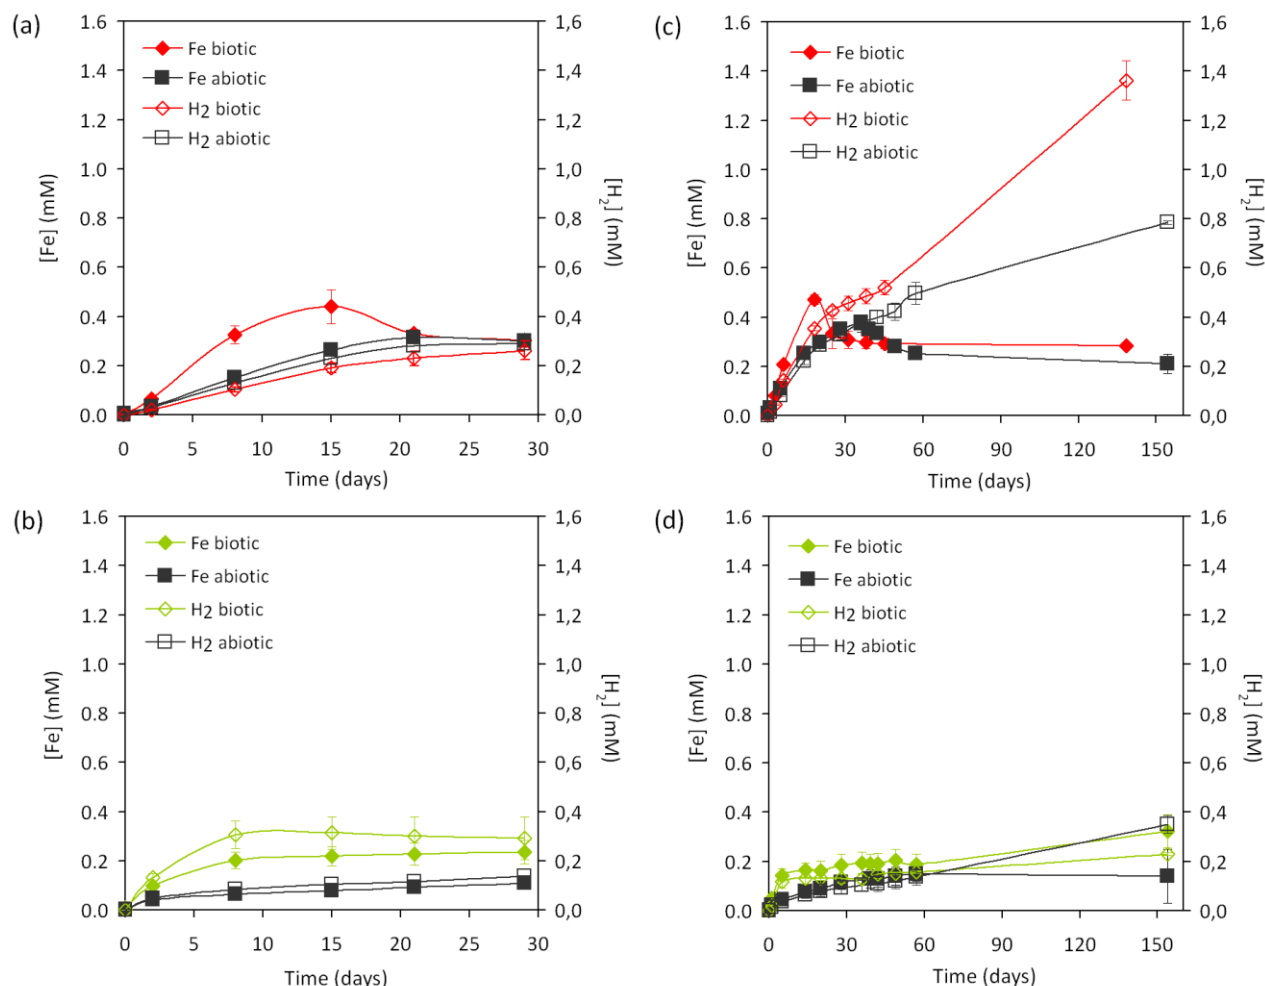 (a)
1.6
1.4
1.2
1.0
0.8
0.6
0.4
0.2
0.0
[Fe] (mM)
Fe biotic
Fe abiotic
H2 biotic
H2 abiotic
1,6
1,4
1,2
1,0
0,8
0,6
0,4
0,2
0,0
[H2] (mM)
0 5 10 15 20 25 30
Time (days)
(c)
1.6
1.4
1.2
1.0
0.8
0.6
0.4
0.2
0.0
[Fe] (mM)
Fe biotic
Fe abiotic
H2 biotic
H2 abiotic
1,6
1,4
1,2
1,0
0,8
0,6
0,4
0,2
0,0
[H2] (mM)
0 30 60 90 120 150
Time (days)
(b)
1.6
1.4
1.2
1.0
0.8
0.6
0.4
0.2
0.0
[Fe] (mM)
Fe biotic
Fe abiotic
H2 biotic
H2 abiotic
1,6
1,4
1,2
1,0
0,8
0,6
0,4
0,2
0,0
[H2] (mM)
0 5 10 15 20 25 30
Time (days)
(d)
1.6
1.4
1.2
1.0
0.8
0.6
0.4
0.2
0.0
[Fe] (mM)
Fe biotic
Fe abiotic
H2 biotic
H2 abiotic
1,6
1,4
1,2
1,0
0,8
0,6
0,4
0,2
0,0
[H2] (mM)
0 30 60 90 120 150
Time (days)